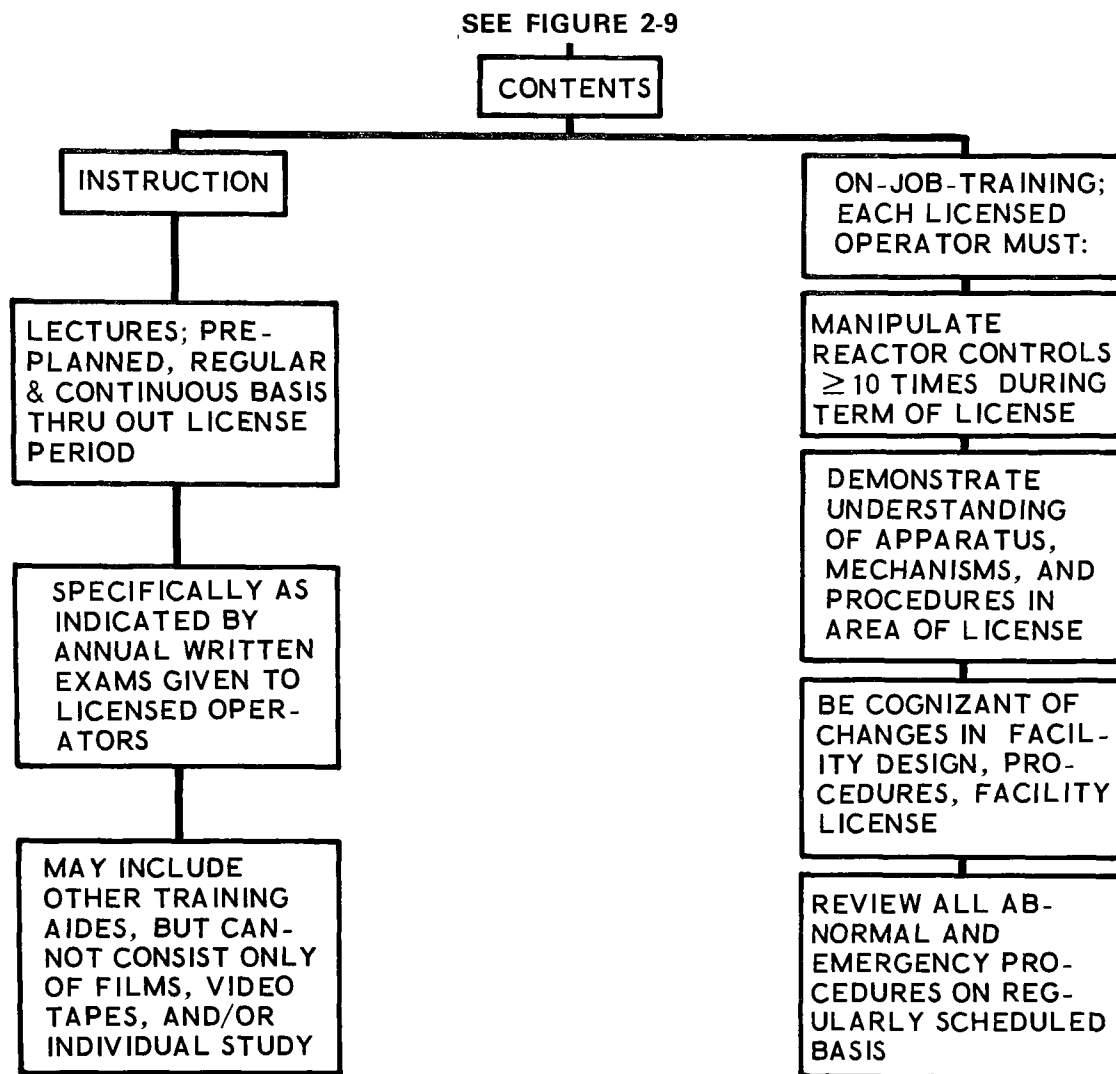 SEE FIGURE 2-9
CONTENTS
INSTRUCTION
LECTURES; PRE-
PLANNED, REGULAR
& CONTINUOUS BASIS
THRU OUT LICENSE
PERIOD
SPECIFICALLY AS
INDICATED BY
ANNUAL WRITTEN
EXAMS GIVEN TO
LICENSED OPER-
ATORS
MAY INCLUDE
OTHER TRAINING
AIDES, BUT CAN-
NOT CONSIST ONLY
OF FILMS, VIDEO
TAPES, AND/OR
INDIVIDUAL STUDY
ON-JOB-TRAINING;
EACH LICENSED
OPERATOR MUST:
MANIPULATE
REACTOR CONTROLS
≥ 10 TIMES DURING
TERM OF LICENSE
DEMONSTRATE
UNDERSTANDING
OF APPARATUS,
MECHANISMS, AND
PROCEDURES IN
AREA OF LICENSE
BE COGNIZANT OF
CHANGES IN FACIL-
ITY DESIGN, PRO-
CEDURES, FACILITY
LICENSE
REVIEW ALL AB-
NORMAL AND
EMERGENCY PRO-
CEDURES ON REG-
ULARLY SCHEDULED
BASIS